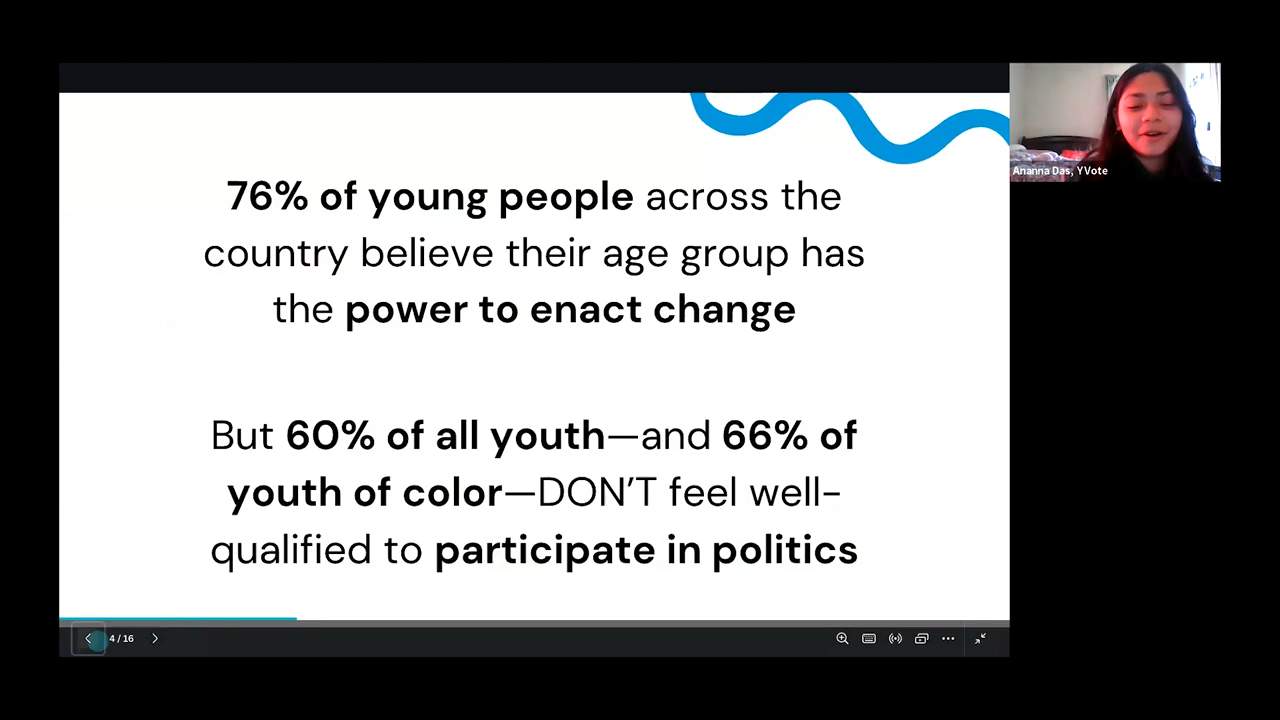 76% of young people across the
country believe their age group has
the power to enact change
But 60% of all youth—and 66% of
youth of color—DON'T feel well-
qualified to participate in politics
Ananna Das, YVote
4 / 16